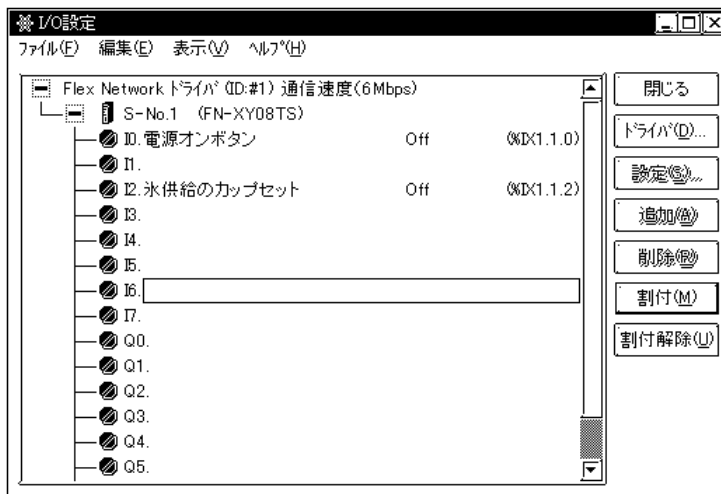 I/O設定
ﾌｧｲﾙ(F) 編集(E) 表示(V) ﾍﾙﾌﾟ(H)
Flex Network ﾄﾞﾗｲﾊﾞ (ID:#1) 通信速度(6Mbps)
S-No.1 (FN-XY08TS)
I0.電源オンボタン Off (%IX1.1.0)
I1.
I2.氷供給のカップセット Off (%IX1.1.2)
I3.
I4.
I5.
I6.
I7.
Q0.
Q1.
Q2.
Q3.
Q4.
Q5.
閉じる
ﾄﾞﾗｲﾊﾞ(D)...
設定(S)...
追加(A)
削除(R)
割付(M)
割付解除(U)